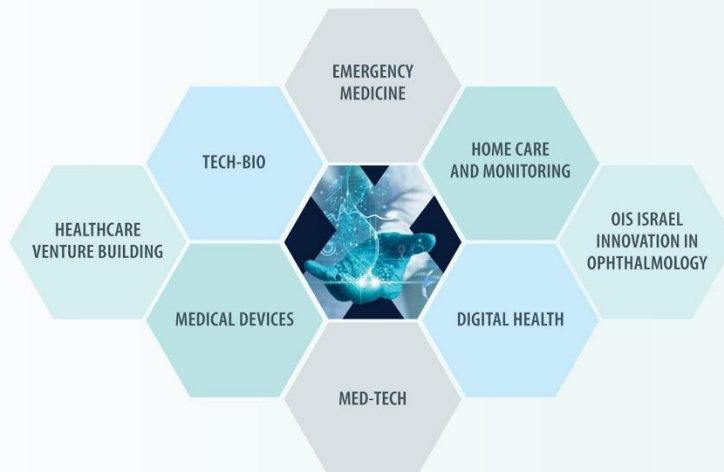 EMERGENCY
MEDICINE
TECH-BIO
HOME CARE
AND MONITORING
HEALTHCARE
VENTURE BUILDING
OIS ISRAEL
INNOVATION IN
OPHTHALMOLOGY
MEDICAL DEVICES
DIGITAL HEALTH
MED-TECH